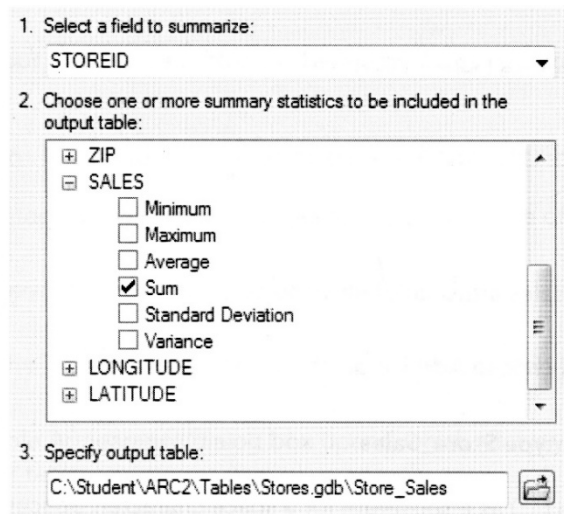 1. Select a field to summarize:
STOREID
2. Choose one or more summary statistics to be included in the
output table:
ZIP
SALES
Minimum
Maximum
Average
Sum
Standard Deviation
Variance
LONGITUDE
LATITUDE
3. Specify output table:
C:\Student\ARC2\Tables\Stores.gdb\Store_Sales